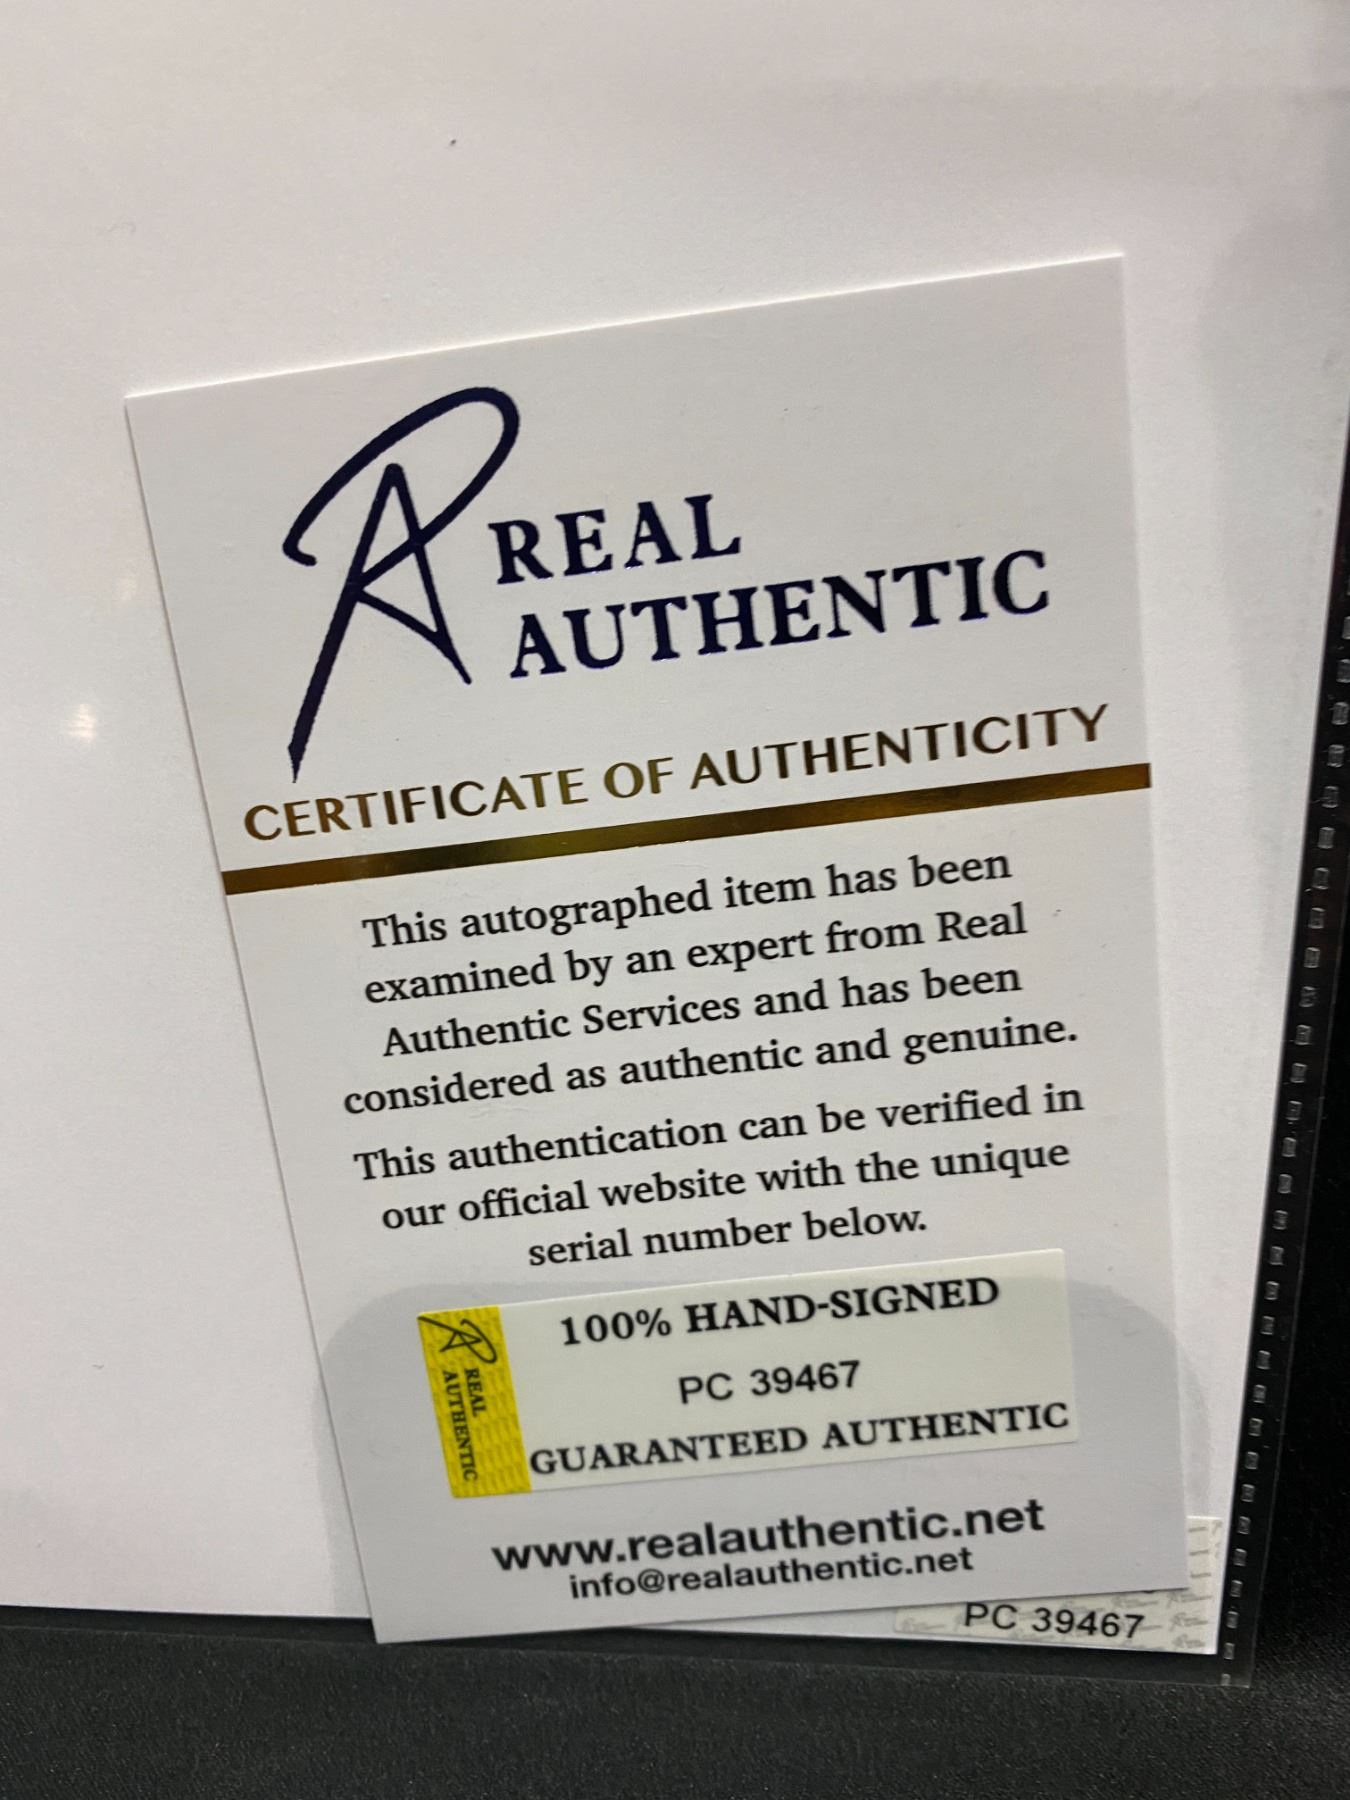 REAL
AUTHENTIC
CERTIFICATE OF AUTHENTICITY
This autographed item has been
examined by an expert from Real
Authentic Services and has been
considered as authentic and genuine.
This authentication can be verified in
our official website with the unique
serial number below.
REAL
AUTHENTIC
100% HAND-SIGNED
PC 39467
GUARANTEED AUTHENTIC
www.realauthentic.net
info@realauthentic.net
PC 39467